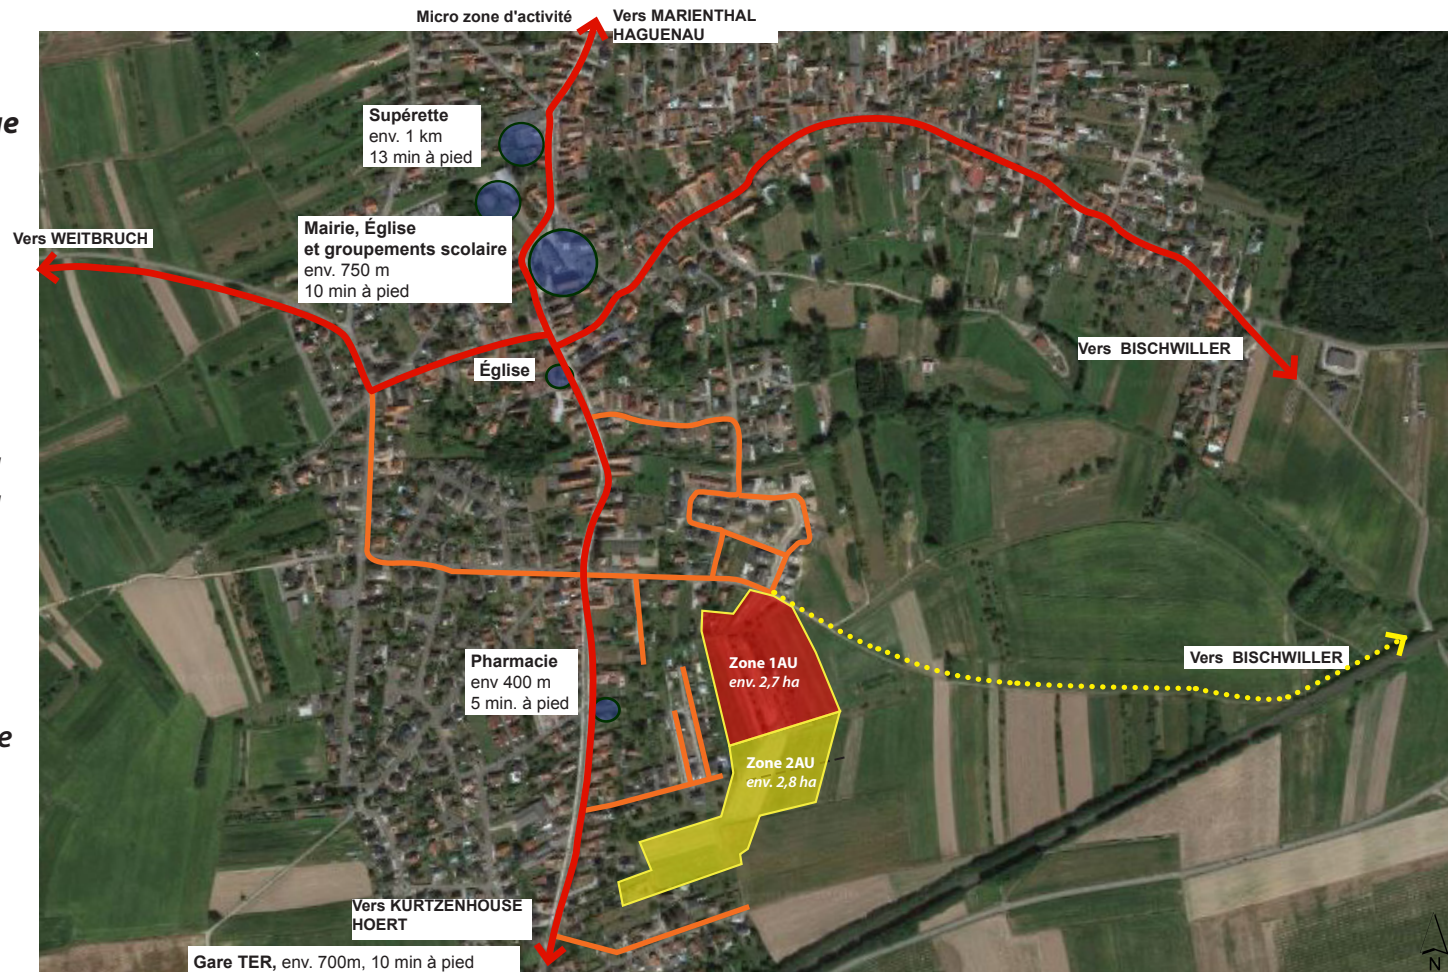 Micro zone d'activité
Vers MARIENTHAL
HAGUENAU
Supérette
env. 1 km
13 min à pied
Mairie, Église
et groupements scolaire
env. 750 m
10 min à pied
Vers WEITBRUCH
Église
Vers BISCHWILLER
Vers BISCHWILLER
Zone 1AU
env. 2,7 ha
Pharmacie
env 400 m
5 min. à pied
Zone 2AU
env. 2,8 ha
Vers KURTZENHOUSE
HOERT
Gare TER, env. 700m, 10 min à pied
N